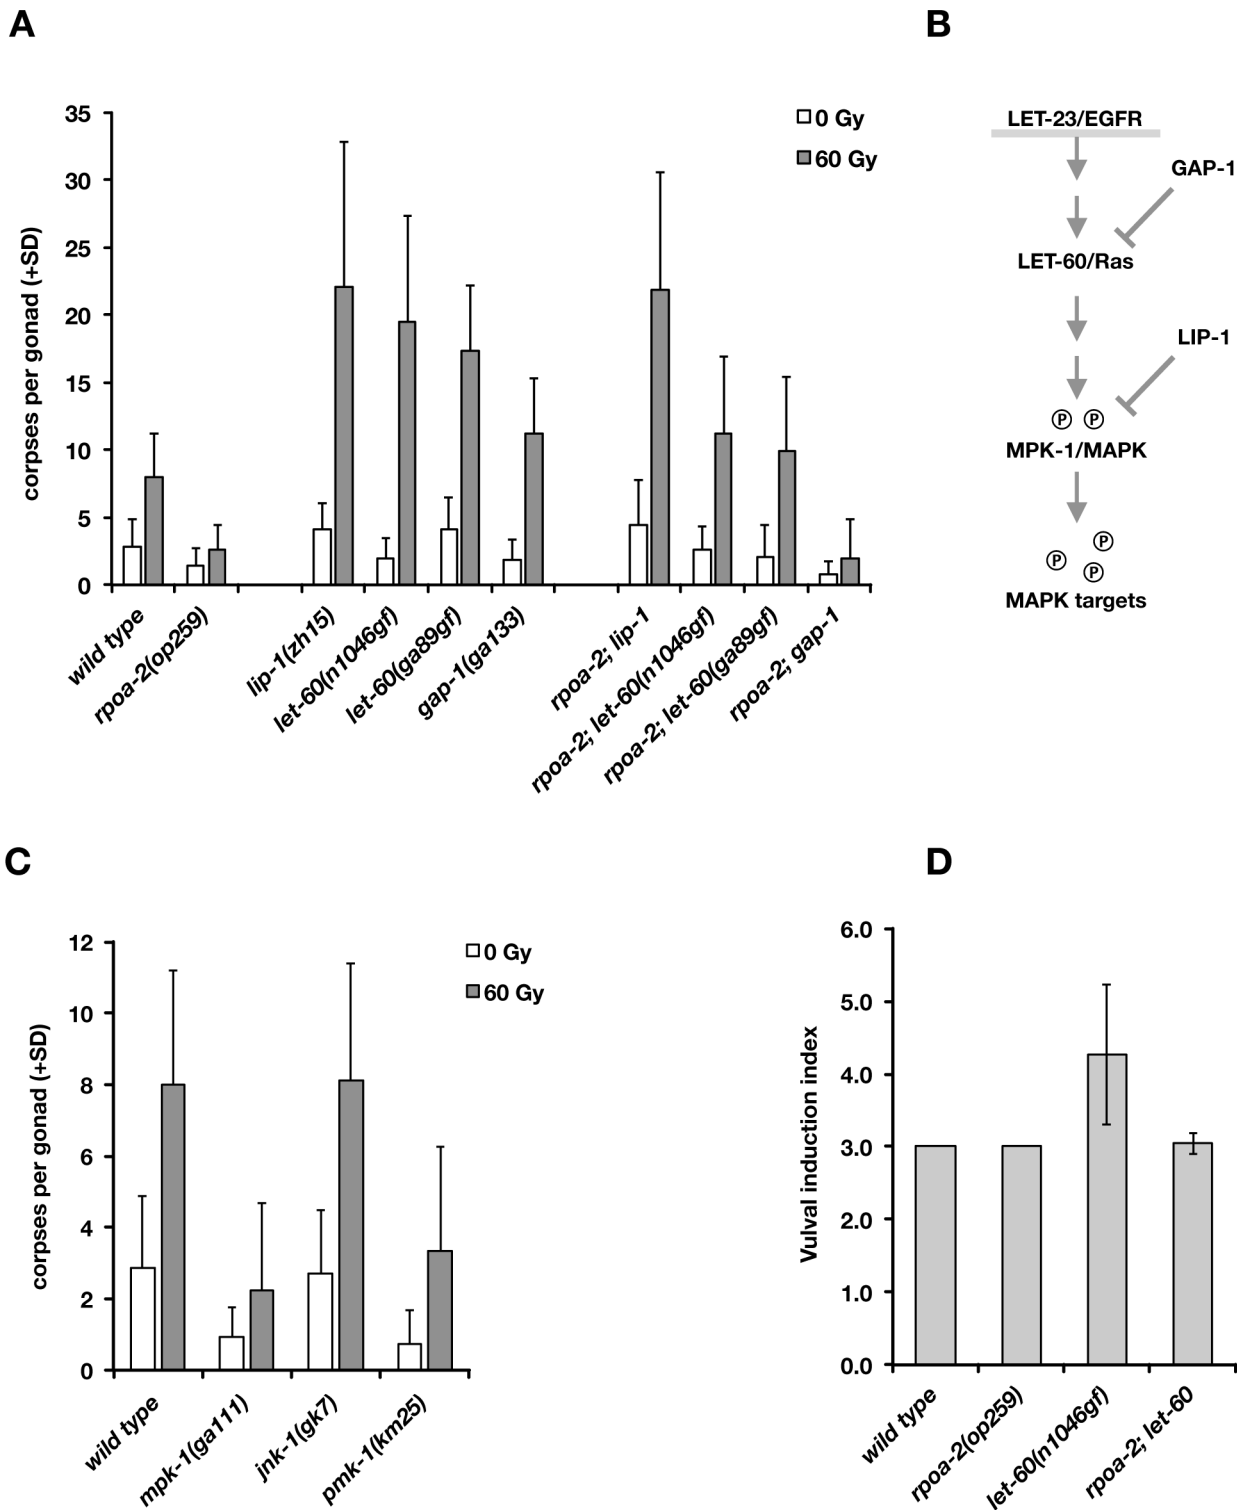 A
35
30
25
20
15
10
5
0
corpses per gonad (+SD)
0 Gy
60 Gy
wild type
rpoa-2(op259)
lip-1(zh15)
let-60(n1046gf)
let-60(ga89gf)
gap-1(ga133)
rpoa-2; lip-1
rpoa-2; let-60(n1046gf)
rpoa-2; let-60(ga89gf)
rpoa-2; gap-1
B
LET-23/EGFR
GAP-1
LET-60/Ras
LIP-1
P P
MPK-1/MAPK
P
P
P
MAPK targets
C
12
10
8
6
4
2
0
corpses per gonad (+SD)
0 Gy
60 Gy
wild type
mpk-1(ga111)
jnk-1(gk7)
pmk-1(km25)
D
6.0
5.0
4.0
3.0
2.0
1.0
0.0
Vulval induction index
wild type
rpoa-2(op259)
let-60(n1046gf)
rpoa-2; let-60